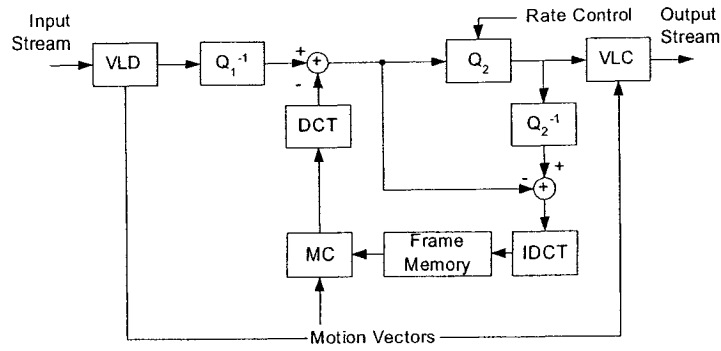 Input
Stream
Rate Control
Output
Stream
VLD
Q₁⁻¹
+
+
-
Q₂
VLC
DCT
Q₂⁻¹
+
-
+
MC
Frame
Memory
IDCT
Motion Vectors